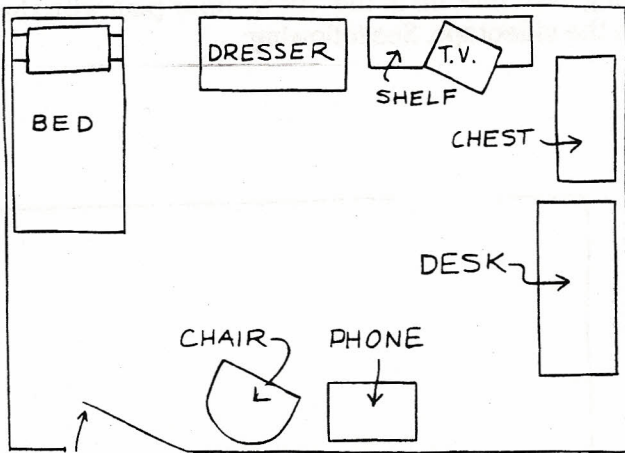 DRESSER
T.V.
SHELF
BED
CHEST
DESK
CHAIR
PHONE